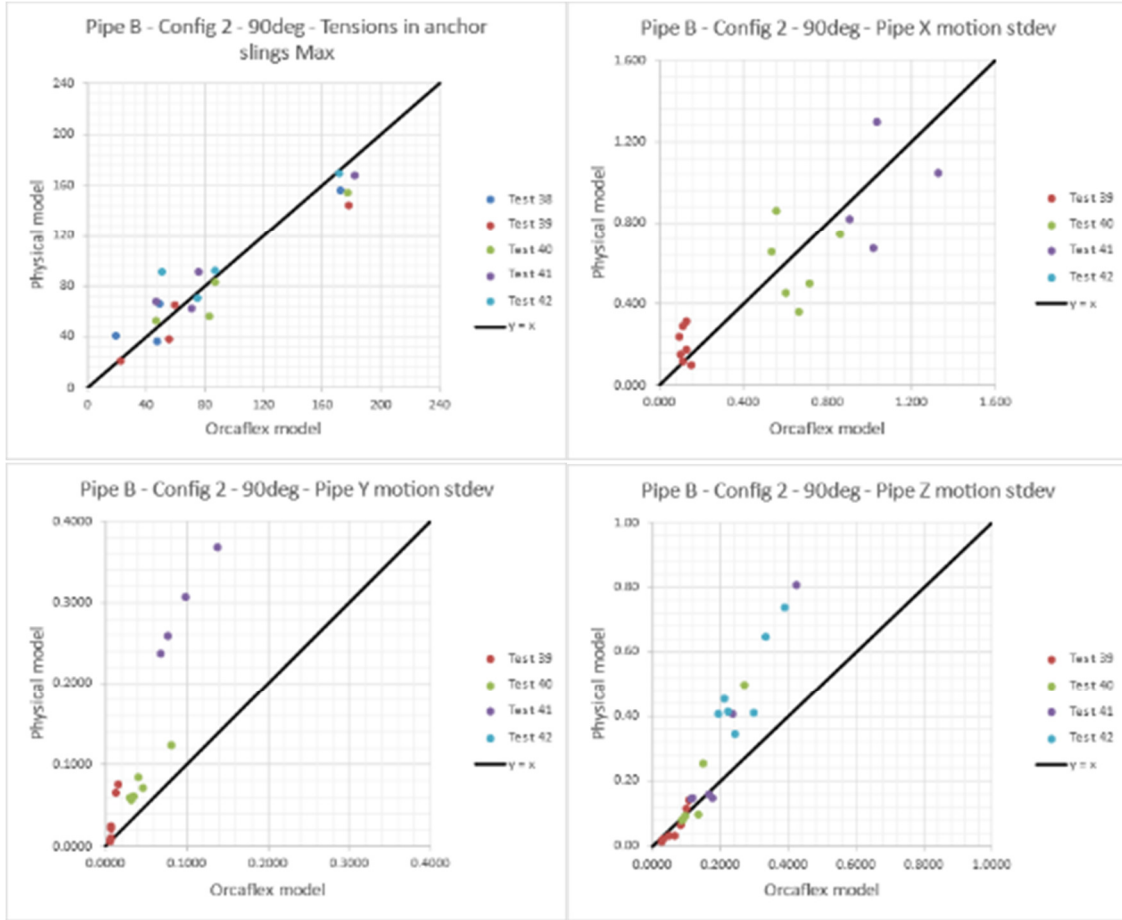 Pipe B - Config 2 - 90deg - Tensions in anchor
slings Max
240
200
160
120
80
40
0
0 40 80 120 160 200 240
Physical model
Orcaflex model
Test 38
Test 39
Test 40
Test 41
Test 42
y = x
Pipe B - Config 2 - 90deg - Pipe X motion stdev
1.600
1.200
0.800
0.400
0.000
0.000 0.400 0.800 1.200 1.600
Physical model
Orcaflex model
Test 39
Test 40
Test 41
Test 42
y = x
Pipe B - Config 2 - 90deg - Pipe Y motion stdev
0.4000
0.3000
0.2000
0.1000
0.0000
0.0000 0.1000 0.2000 0.3000 0.4000
Physical model
Orcaflex model
Test 39
Test 40
Test 41
Test 42
y = x
Pipe B - Config 2 - 90deg - Pipe Z motion stdev
1.00
0.80
0.60
0.40
0.20
0.00
0.0000 0.2000 0.4000 0.6000 0.8000 1.0000
Physical model
Orcaflex model
Test 39
Test 40
Test 41
Test 42
y = x